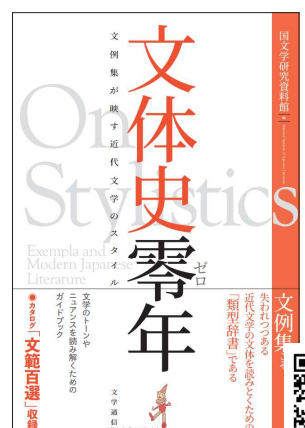 国文学研究資料館
文体史零年
ゼロ
文例集が映す近代文学のスタイル
On
Stylistics
Exempla and
Modern Japanese
Literature
文例集
失われつつある
近代文学の文体を読みとくための
「類型辞書」である
文学のトーンや
ニュアンスを読み解くための
ガイドブック
●カタログ「文範百選」収録
文学通信